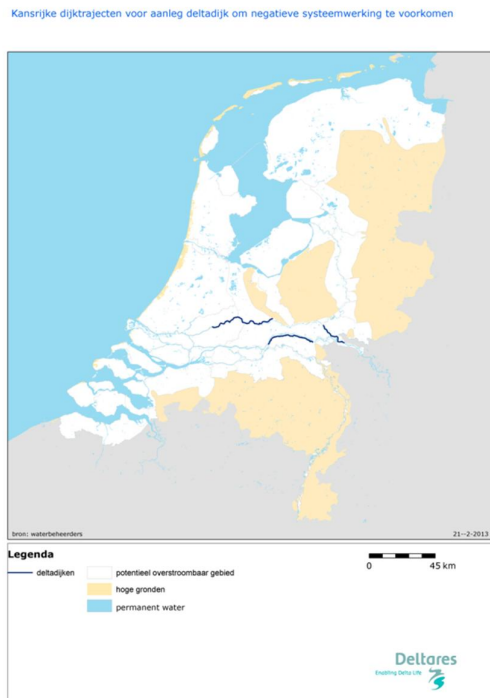 Kansrijke dijktrajecten voor aanleg deltadijk om negatieve systeemwerking te voorkomen
bron: waterbeheerders
21--2-2013
Legenda
deltadijken
potentieel overstroombaar gebied
hoge gronden
permanent water
0
45 km
Deltares
Enabling Delta Life